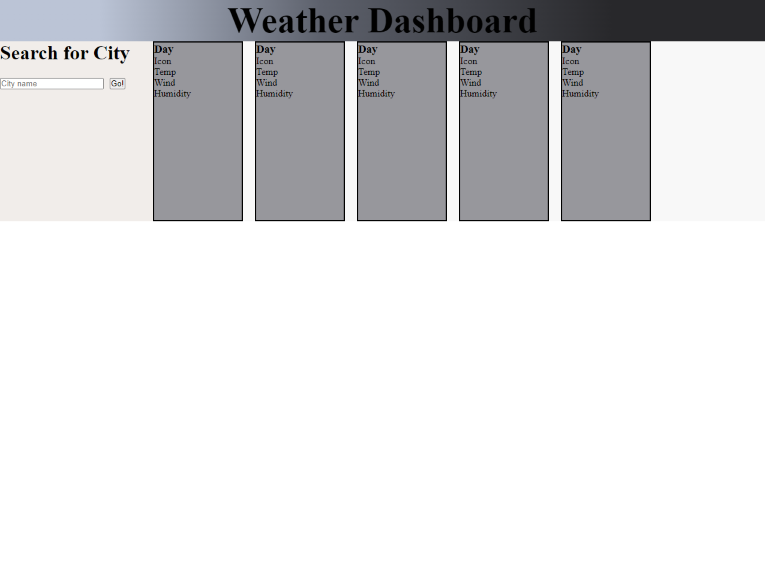 Weather Dashboard
Search for City
City name
Go!
Day
Icon
Temp
Wind
Humidity
Day
Icon
Temp
Wind
Humidity
Day
Icon
Temp
Wind
Humidity
Day
Icon
Temp
Wind
Humidity
Day
Icon
Temp
Wind
Humidity